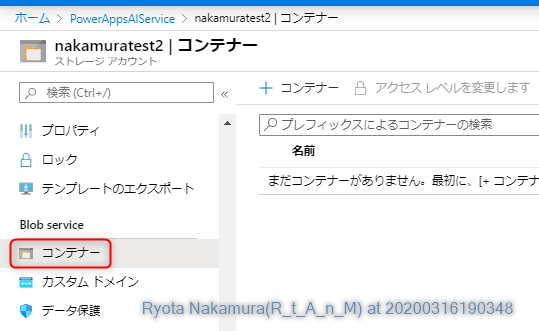 ホーム > PowerAppsAIService > nakamuratest2 | コンテナー
nakamuratest2 | コンテナー
ストレージ アカウント
検索 (Ctrl+/)
«
+ コンテナー
アクセス レベルを変更します
プロパティ
ロック
テンプレートのエクスポート
Blob service
コンテナー
カスタム ドメイン
データ保護
プレフィックスによるコンテナーの検索
名前
まだコンテナーがありません。最初に、[+ コンテナ
Ryota Nakamura(R_t_A_n_M) at 20200316190348